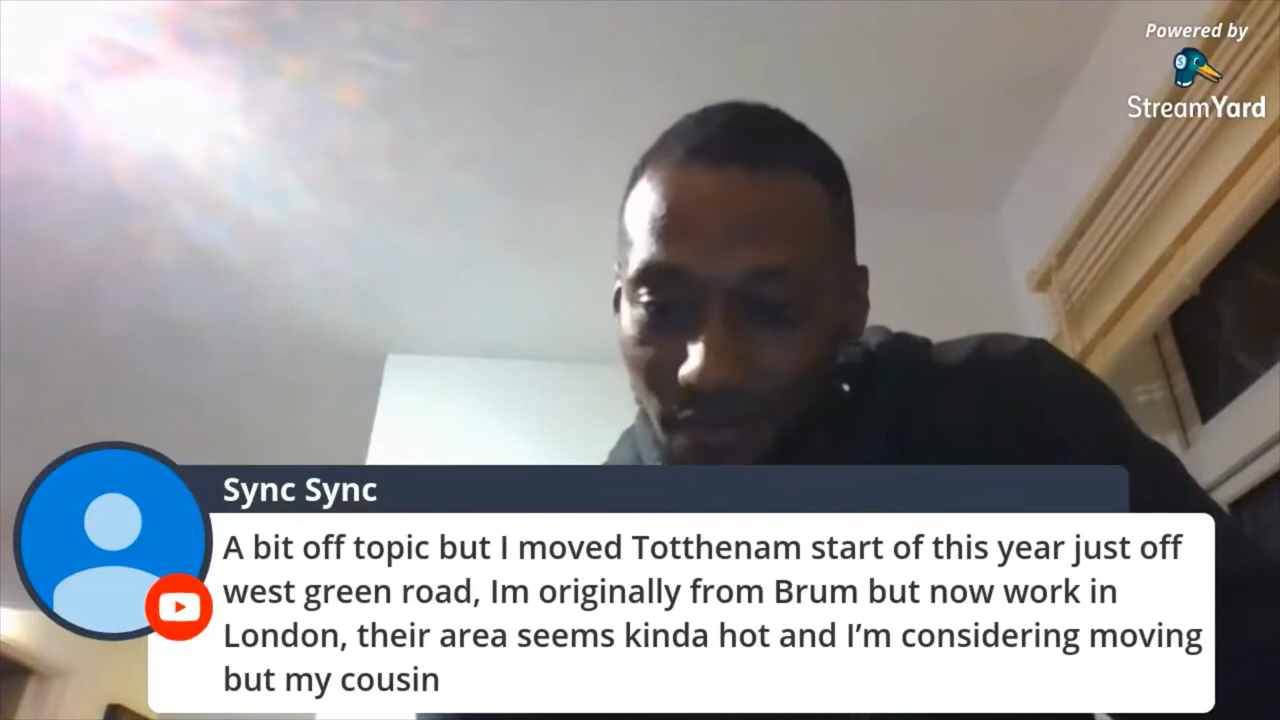 Powered by
StreamYard
Sync Sync
A bit off topic but I moved Totthenam start of this year just off
west green road, Im originally from Brum but now work in
London, their area seems kinda hot and I’m considering moving
but my cousin